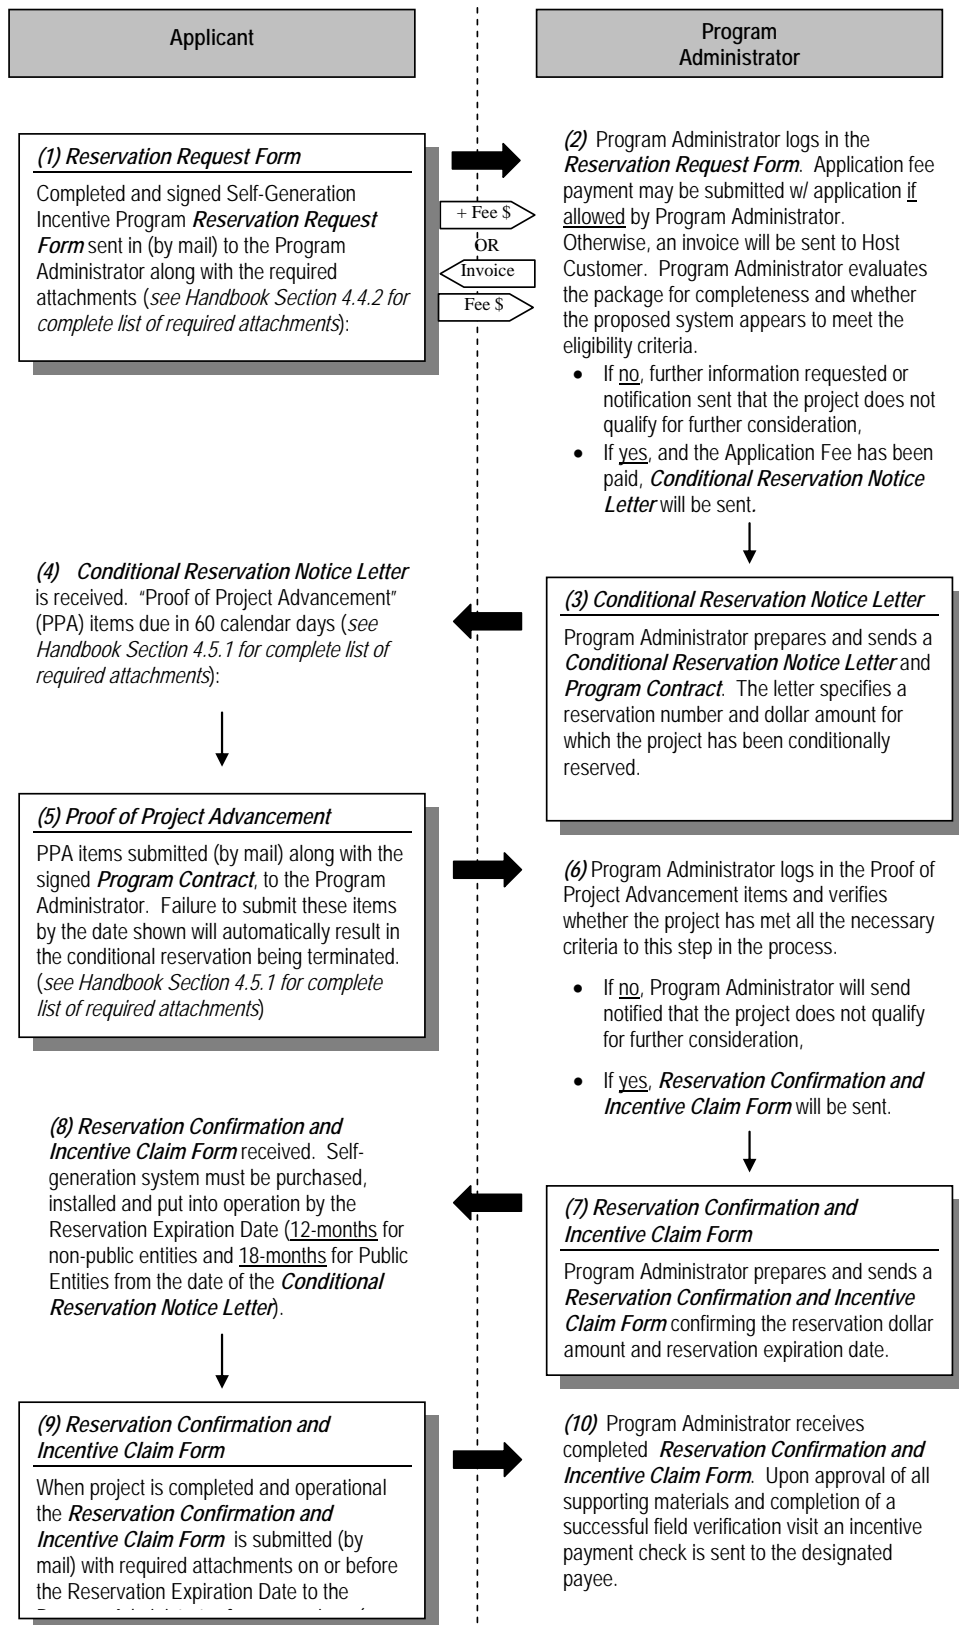 Applicant
Program
Administrator
(1) Reservation Request Form
Completed and signed Self-Generation
Incentive Program Reservation Request
Form sent in (by mail) to the Program
Administrator along with the required
attachments (see Handbook Section 4.4.2 for
complete list of required attachments):
+ Fee $
OR
Invoice
Fee $
(2) Program Administrator logs in the
Reservation Request Form. Application fee
payment may be submitted w/ application if
allowed by Program Administrator.
Otherwise, an invoice will be sent to Host
Customer. Program Administrator evaluates
the package for completeness and whether
the proposed system appears to meet the
eligibility criteria.
• If no, further information requested or
notification sent that the project does not
qualify for further consideration,
• If yes, and the Application Fee has been
paid, Conditional Reservation Notice
Letter will be sent.
(3) Conditional Reservation Notice Letter
Program Administrator prepares and sends a
Conditional Reservation Notice Letter and
Program Contract. The letter specifies a
reservation number and dollar amount for
which the project has been conditionally
reserved.
(4) Conditional Reservation Notice Letter
is received. “Proof of Project Advancement”
(PPA) items due in 60 calendar days (see
Handbook Section 4.5.1 for complete list of
required attachments):
(5) Proof of Project Advancement
PPA items submitted (by mail) along with the
signed Program Contract, to the Program
Administrator. Failure to submit these items
by the date shown will automatically result in
the conditional reservation being terminated.
(see Handbook Section 4.5.1 for complete
list of required attachments)
(6) Program Administrator logs in the Proof of
Project Advancement items and verifies
whether the project has met all the necessary
criteria to this step in the process.
• If no, Program Administrator will send
notified that the project does not qualify
for further consideration,
• If yes, Reservation Confirmation and
Incentive Claim Form will be sent.
(7) Reservation Confirmation and
Incentive Claim Form
Program Administrator prepares and sends a
Reservation Confirmation and Incentive
Claim Form confirming the reservation dollar
amount and reservation expiration date.
(8) Reservation Confirmation and
Incentive Claim Form received. Self-
generation system must be purchased,
installed and put into operation by the
Reservation Expiration Date (12-months for
non-public entities and 18-months for Public
Entities from the date of the Conditional
Reservation Notice Letter).
(9) Reservation Confirmation and
Incentive Claim Form
When project is completed and operational
the Reservation Confirmation and
Incentive Claim Form is submitted (by
mail) with required attachments on or before
the Reservation Expiration Date to the
(10) Program Administrator receives
completed Reservation Confirmation and
Incentive Claim Form. Upon approval of all
supporting materials and completion of a
successful field verification visit an incentive
payment check is sent to the designated
payee.